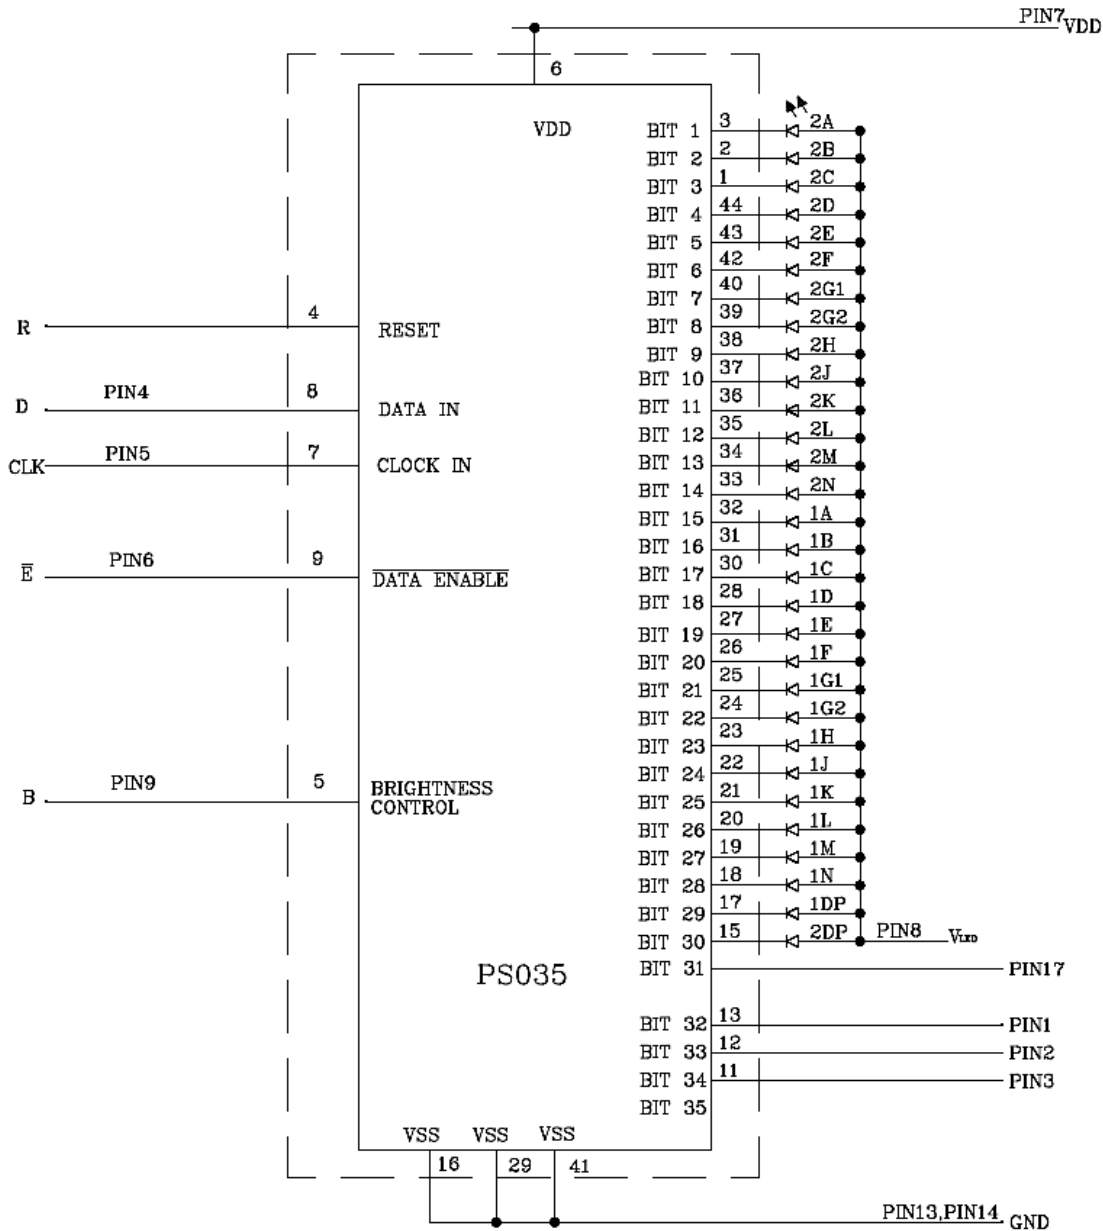 PIN7 VDD
6
VDD
BIT 1 3 2A
BIT 2 2 2B
BIT 3 1 2C
BIT 4 44 2D
BIT 5 43 2E
BIT 6 42 2F
BIT 7 40 2G1
BIT 8 39 2G2
R 4 RESET
BIT 9 38 2H
BIT 10 37 2J
D PIN4 8 DATA IN
BIT 11 36 2K
BIT 12 35 2L
CLK PIN5 7 CLOCK IN
BIT 13 34 2M
BIT 14 33 2N
BIT 15 32 1A
BIT 16 31 1B
E̅ PIN6 9 DATA ENABLE
BIT 17 30 1C
BIT 18 28 1D
BIT 19 27 1E
BIT 20 26 1F
BIT 21 25 1G1
BIT 22 24 1G2
BIT 23 23 1H
BIT 24 22 1J
B PIN9 5 BRIGHTNESS
CONTROL
BIT 25 21 1K
BIT 26 20 1L
BIT 27 19 1M
BIT 28 18 1N
BIT 29 17 1DP
BIT 30 15 2DP PIN8 VLED
PS035
BIT 31 PIN17
BIT 32 13 PIN1
BIT 33 12 PIN2
BIT 34 11 PIN3
BIT 35
VSS VSS VSS
16 29 41
PIN13,PIN14 GND